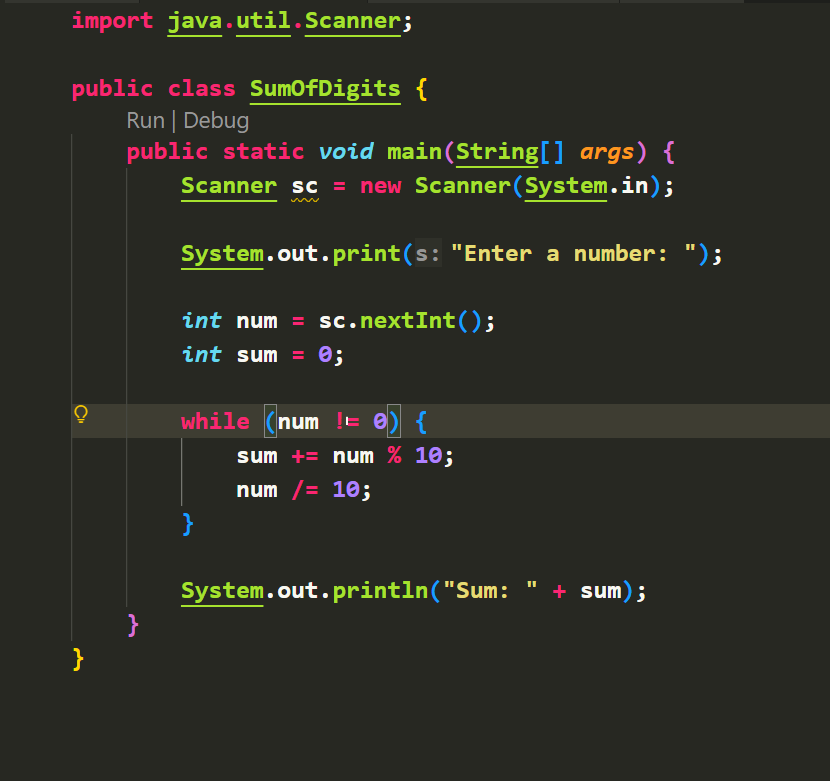 import java.util.Scanner;
public class SumOfDigits {
Run | Debug
public static void main(String[] args) {
Scanner sc = new Scanner(System.in);
System.out.print(s: "Enter a number: ");
int num = sc.nextInt();
int sum = 0;
while (num != 0) {
sum += num % 10;
num /= 10;
}
System.out.println("Sum: " + sum);
}
}